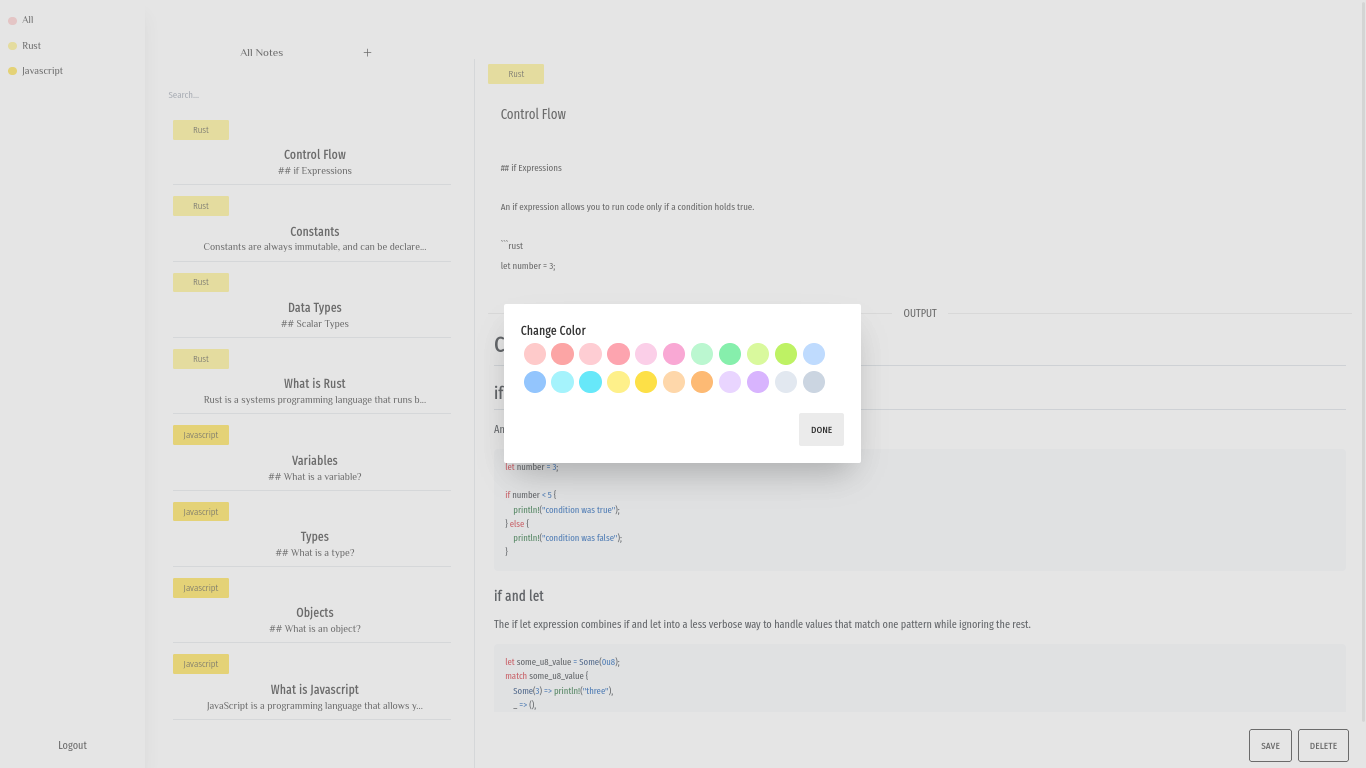 All
Rust
Javascript
Logout
All Notes +
Search...
Rust
Control Flow
## if Expressions
Rust
Constants
Constants are always immutable, and can be declare...
Rust
Data Types
## Scalar Types
Rust
What is Rust
Rust is a systems programming language that runs b...
Javascript
Variables
## What is a variable?
Javascript
Types
## What is a type?
Javascript
Objects
## What is an object?
Javascript
What is Javascript
JavaScript is a programming language that allows y...
Rust
Control Flow
## if Expressions
An if expression allows you to run code only if a condition holds true.
```rust
let number = 3;
OUTPUT
Change Color
DONE
C
if
An
let number = 3;
if number < 5 {
println!("condition was true");
} else {
println!("condition was false");
}
if and let
The if let expression combines if and let into a less verbose way to handle values that match one pattern while ignoring the rest.
let some_u8_value = Some(0u8);
match some_u8_value {
Some(3) => println!("three"),
_ => (),
SAVE
DELETE